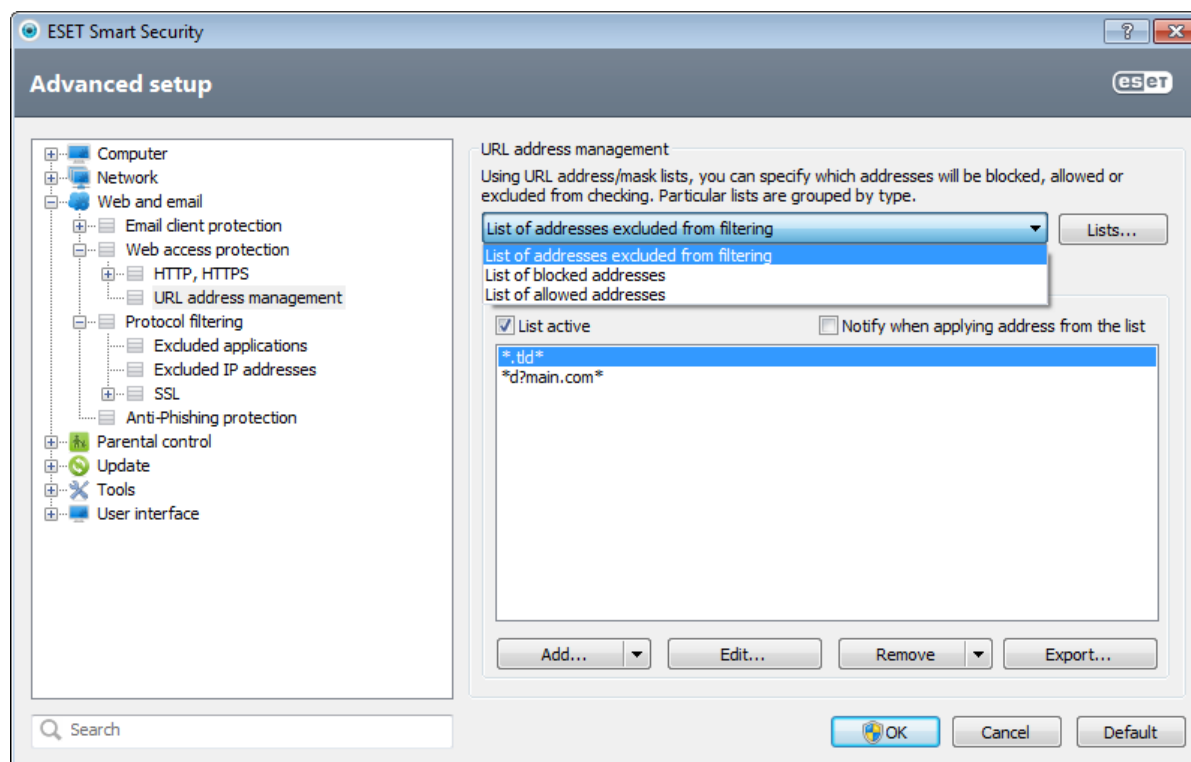 ESET Smart Security
?
Advanced setup
eset
Computer
Network
Web and email
Email client protection
Web access protection
HTTP, HTTPS
URL address management
Protocol filtering
Excluded applications
Excluded IP addresses
SSL
Anti-Phishing protection
Parental control
Update
Tools
User interface
Search
URL address management
Using URL address/mask lists, you can specify which addresses will be blocked, allowed or
excluded from checking. Particular lists are grouped by type.
List of addresses excluded from filtering
Lists...
List of addresses excluded from filtering
List of blocked addresses
List of allowed addresses
List active
Notify when applying address from the list
*.tld*
*d?main.com*
Add...
Edit...
Remove
Export...
OK
Cancel
Default